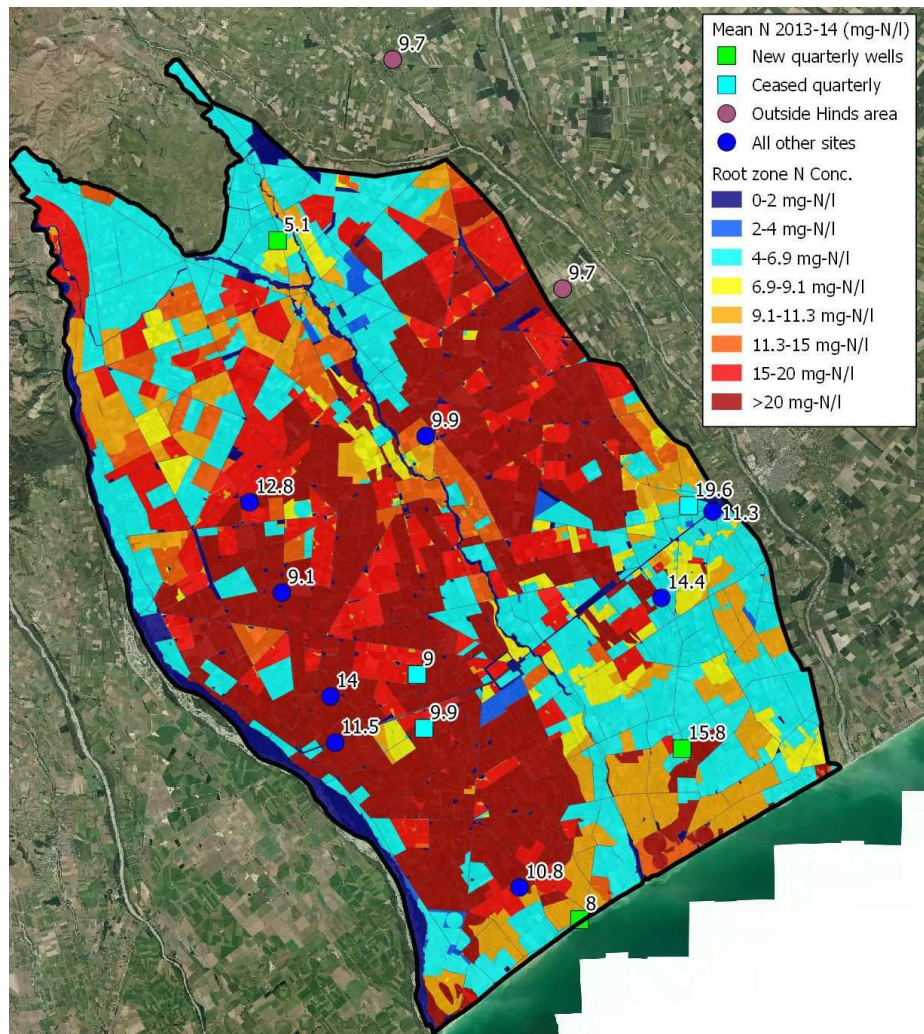 Mean N 2013-14 (mg-N/l)
New quarterly wells
Ceased quarterly
Outside Hinds area
All other sites
Root zone N Conc.
0-2 mg-N/l
2-4 mg-N/l
4-6.9 mg-N/l
6.9-9.1 mg-N/l
9.1-11.3 mg-N/l
11.3-15 mg-N/l
15-20 mg-N/l
>20 mg-N/l
9.7
5.1
9.7
9.9
12.8
19.6
11.3
9.1
14.4
9
14
9.9
11.5
15.8
10.8
8